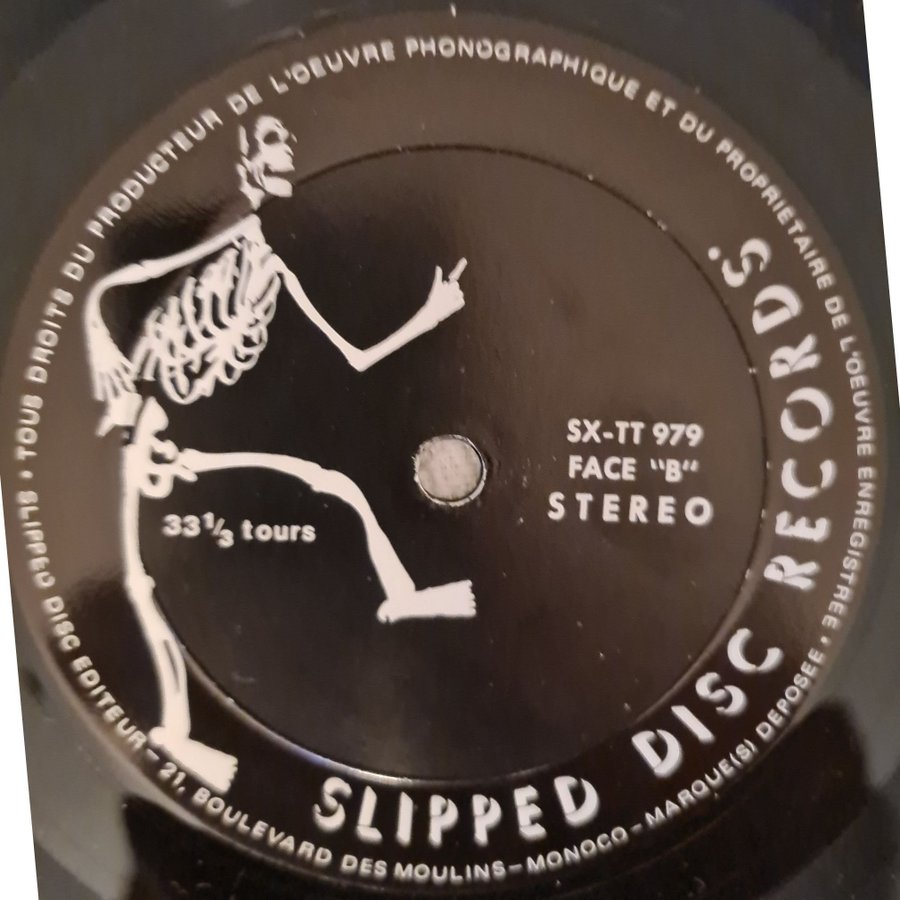 TOUS DROITS DU PRODUCTEUR DE L'OEUVRE PHONOGRAPHIQUE ET DU PROPRIETAIRE DE L'OEUVRE ENREGISTREE •
SLIPPED DISC EDITEUR - 21, BOULEVARD DES MOULINS - MONOCO - MARQUE(S) DEPOSEE •
SX-TT 979
FACE "B"
STEREO
33 1/3 tours
SLIPPED DISC RECORD'S.